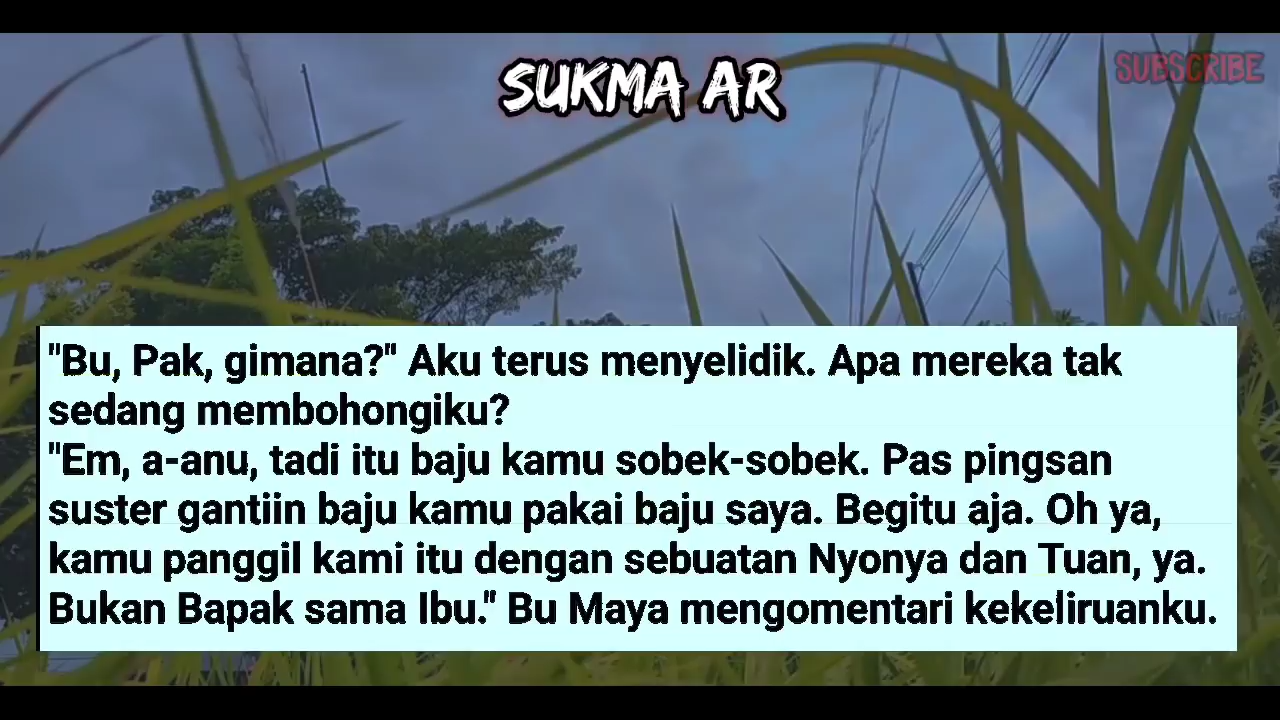 SUKMA AR
SUBSCRIBE
"Bu, Pak, gimana?" Aku terus menyelidik. Apa mereka tak
sedang membohongiku?
"Em, a-anu, tadi itu baju kamu sobek-sobek. Pas pingsan
suster gantiin baju kamu pakai baju saya. Begitu aja. Oh ya,
kamu panggil kami itu dengan sebuatan Nyonya dan Tuan, ya.
Bukan Bapak sama Ibu." Bu Maya mengomentari kekeliruanku.